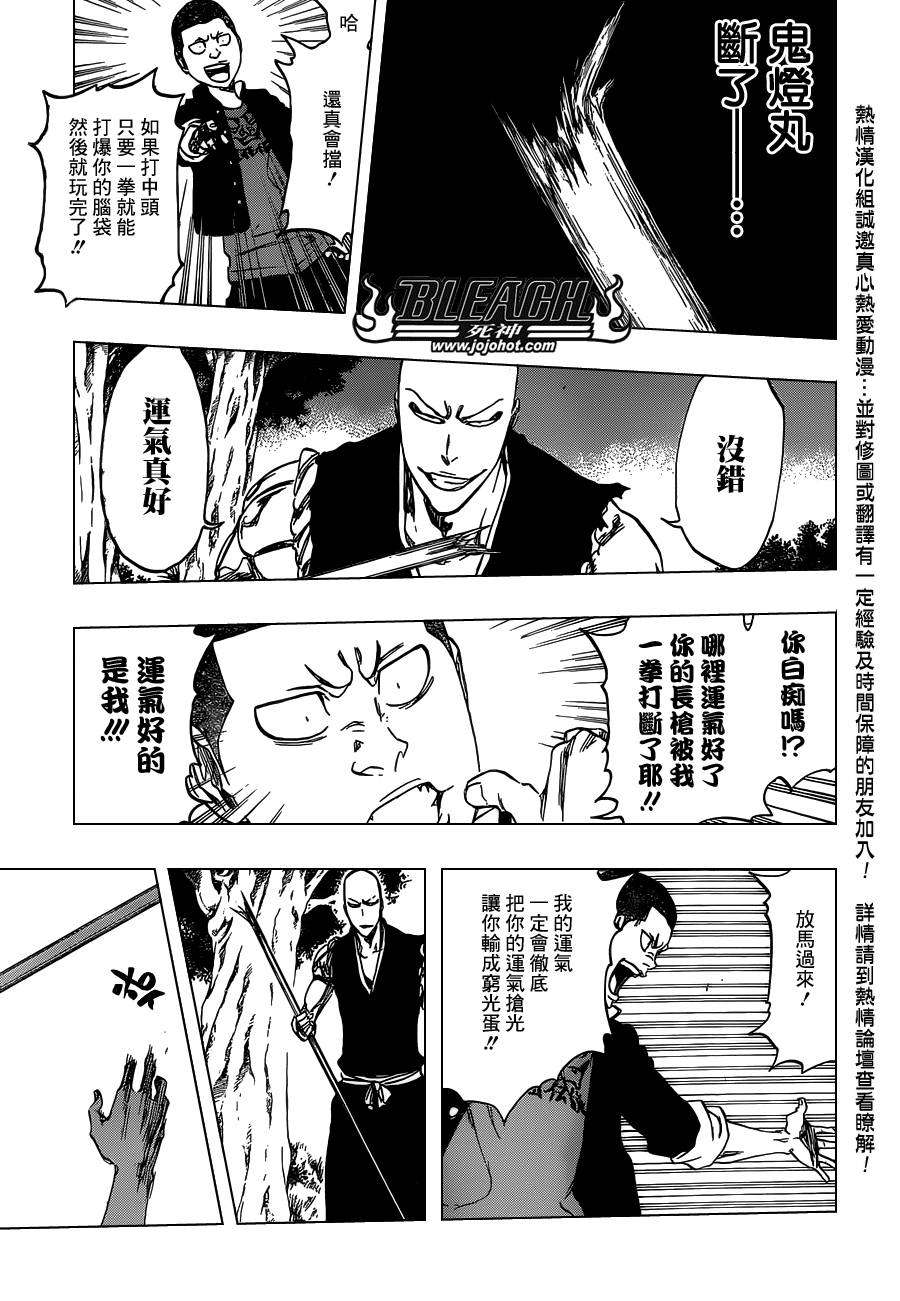 鬼燈丸
斷了——…
哈
還真會擋!
如果打中頭
只要一拳就能
打爆你的腦袋
然後就玩完了!!
BLEACH
死神
www.jojohot.com
沒錯
運氣真好
你白痴嗎!?
哪裡運氣好了
你的長槍被我
一拳打斷了耶!!
運氣好的
是我!!!
放馬過來!
我的運氣
一定會徹底
把你的運氣搶光
讓你輸成窮光蛋!!
熱情漢化組誠邀真心熱愛動漫…並對修圖或翻譯有一定經驗及時間保障的朋友加入! 詳情請到熱情論壇查看瞭解!